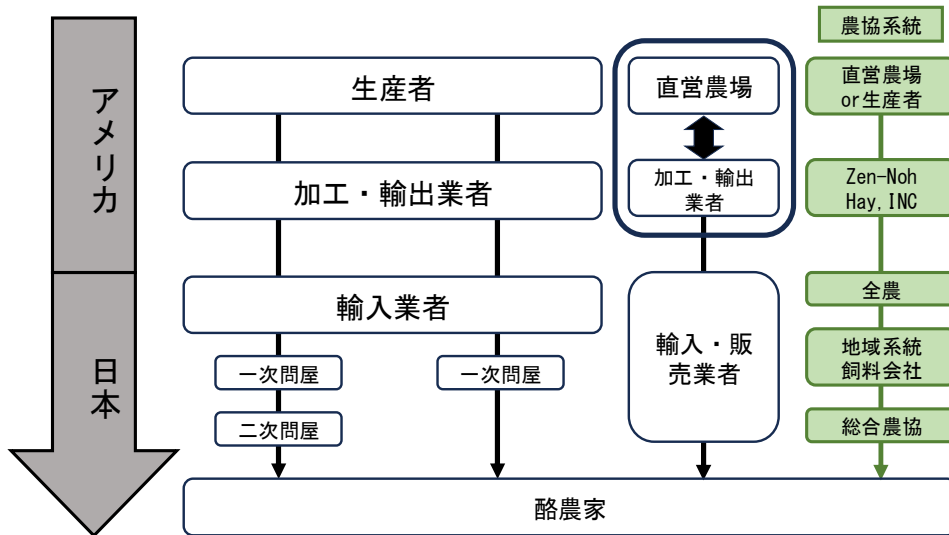 農協系統
アメリカ
日本
生産者
直営農場
直営農場
or生産者
加工・輸出業者
加工・輸出
業者
Zen-Noh
Hay,INC
輸入業者
輸入・販
売業者
全農
一次問屋
一次問屋
地域系統
飼料会社
二次問屋
総合農協
酪農家